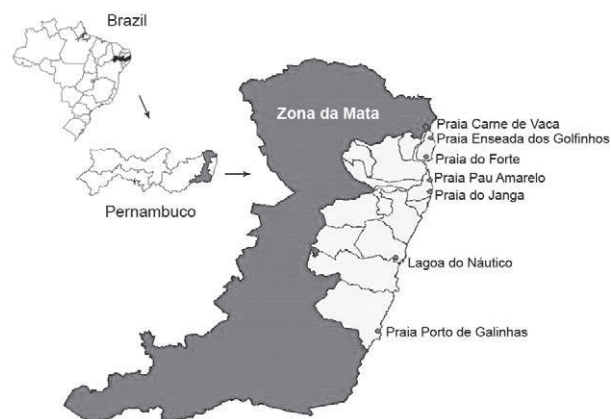 Brazil
Pernambuco
Zona da Mata
Praia Carne de Vaca
Praia Enseada dos Golfinhos
Praia do Forte
Praia Pau Amarelo
Praia do Janga
Lagoa do Náutico
Praia Porto de Galinhas